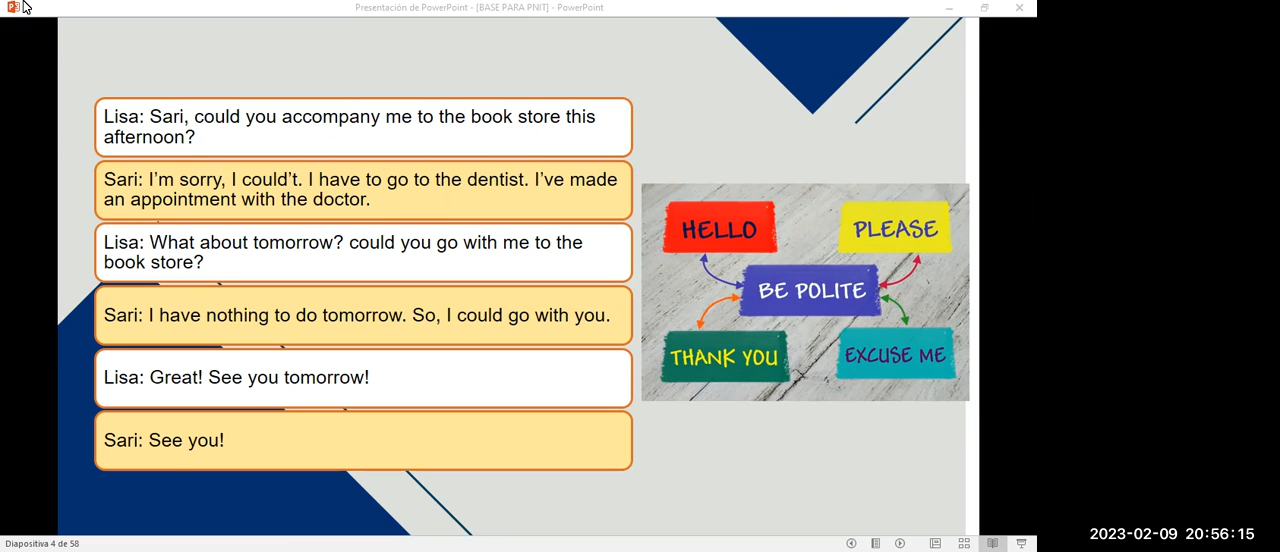 Presentación de PowerPoint - [BASE PARA PNIT] - PowerPoint
Lisa: Sari, could you accompany me to the book store this
afternoon?
Sari: I’m sorry, I could’t. I have to go to the dentist. I’ve made
an appointment with the doctor.
Lisa: What about tomorrow? could you go with me to the
book store?
Sari: I have nothing to do tomorrow. So, I could go with you.
Lisa: Great! See you tomorrow!
Sari: See you!
HELLO
PLEASE
BE POLITE
THANK YOU
EXCUSE ME
Diapositiva 4 de 58
2023-02-09 20:56:15